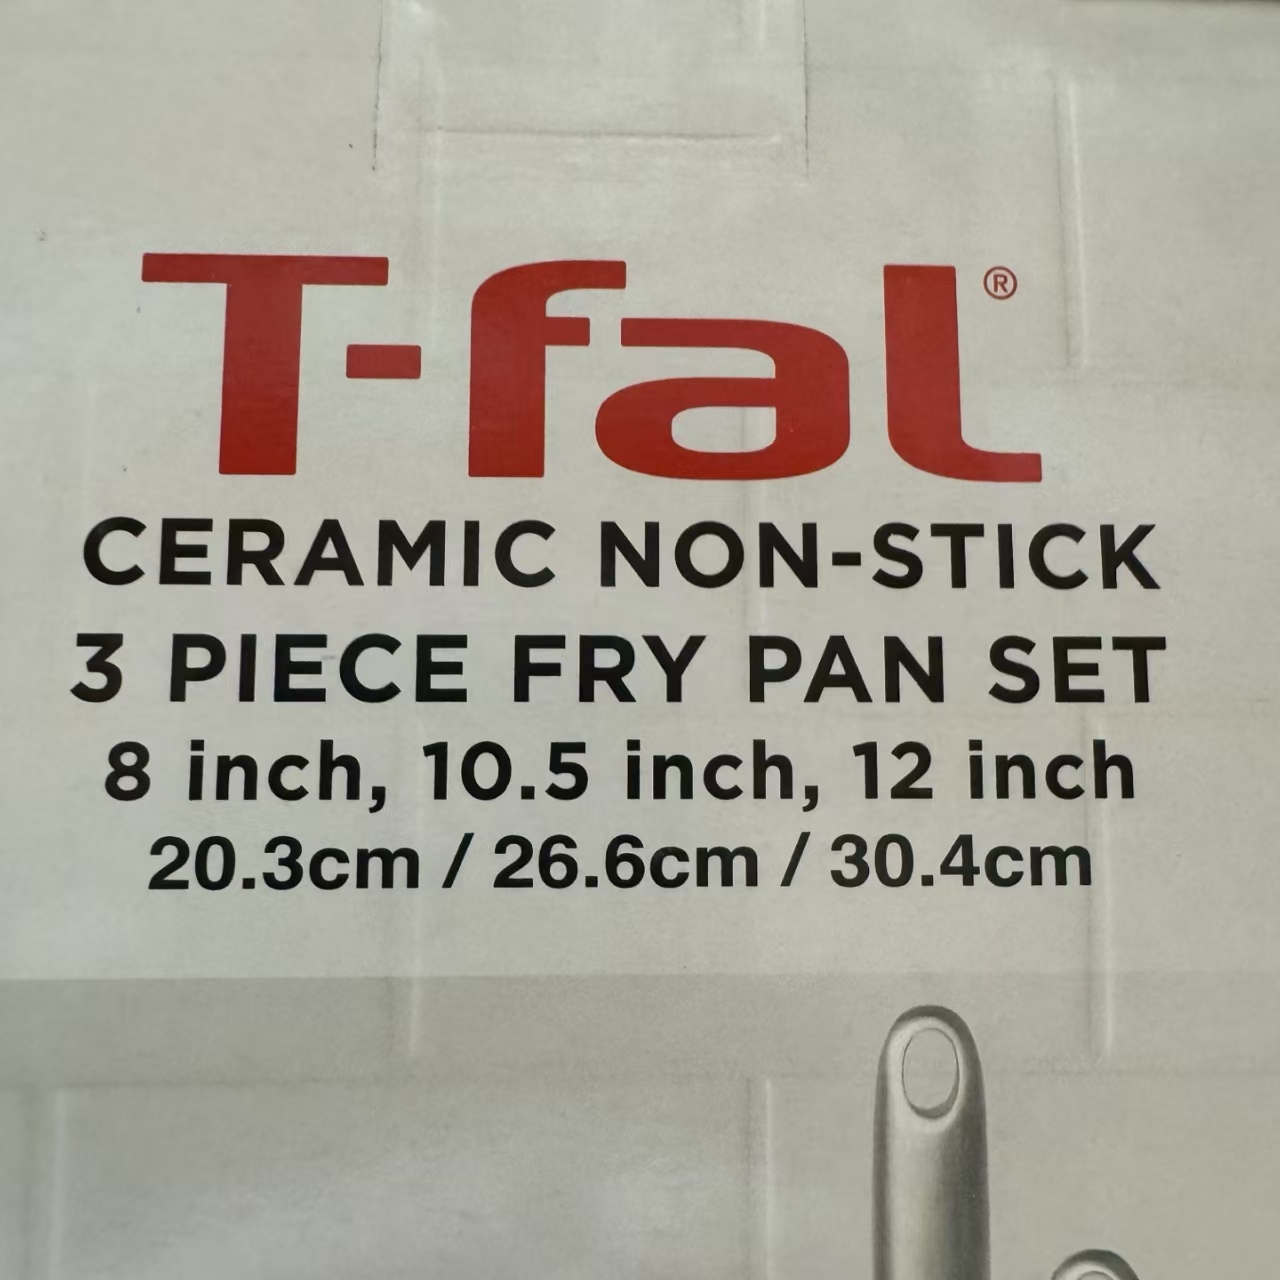 T-fal®
CERAMIC NON-STICK
3 PIECE FRY PAN SET
8 inch, 10.5 inch, 12 inch
20.3cm / 26.6cm / 30.4cm